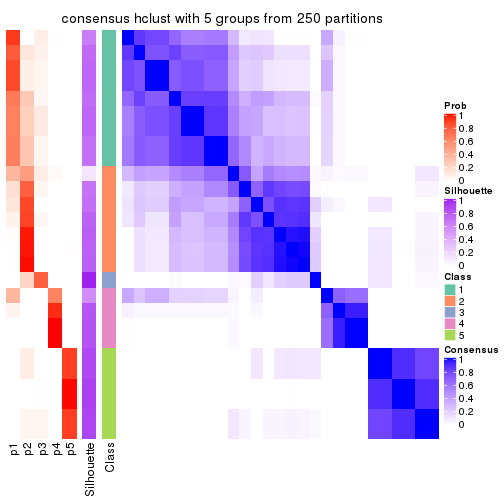 consensus hclust with 5 groups from 250 partitions
Prob
1
0.8
0.6
0.4
0.2
0
Silhouette
1
0.8
0.6
0.4
0.2
0
Class
1
2
3
4
5
Consensus
1
0.8
0.6
0.4
0.2
0
p1
p2
p3
p4
p5
Silhouette
Class